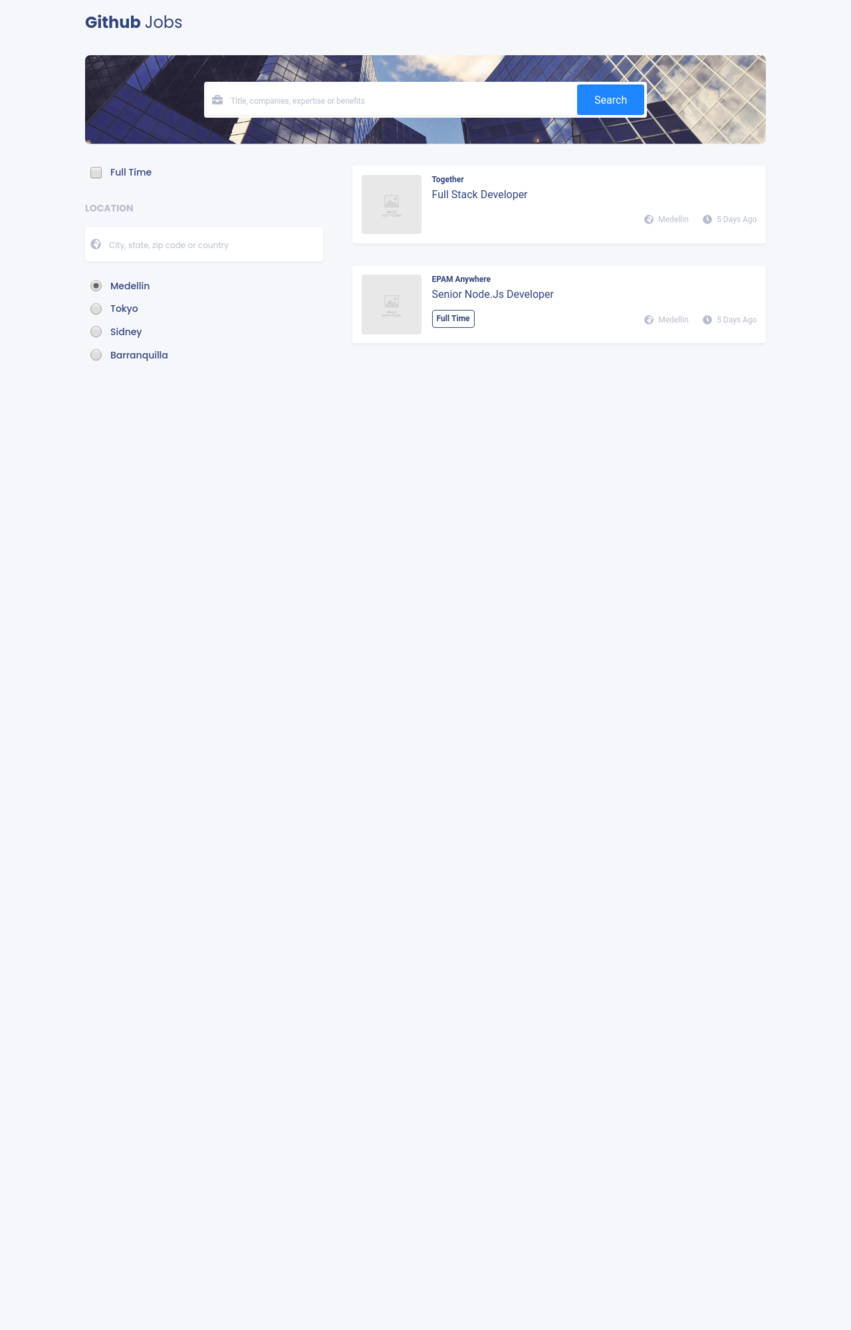 Github Jobs
Title, companies, expertise or benefits
Search
Full Time
LOCATION
City, state, zip code or country
Medellin
Tokyo
Sidney
Barranquilla
Together
Full Stack Developer
Medellin 5 Days Ago
EPAM Anywhere
Senior Node.Js Developer
Full Time
Medellin 5 Days Ago